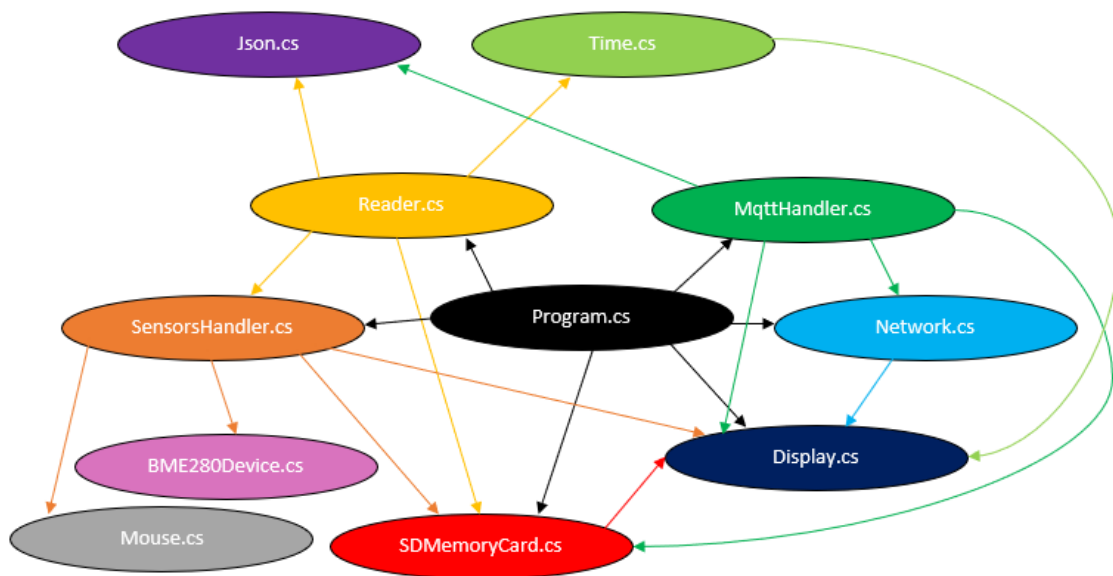 Json.cs
Time.cs
Reader.cs
MqttHandler.cs
SensorsHandler.cs
Program.cs
Network.cs
BME280Device.cs
Display.cs
Mouse.cs
SDMemoryCard.cs